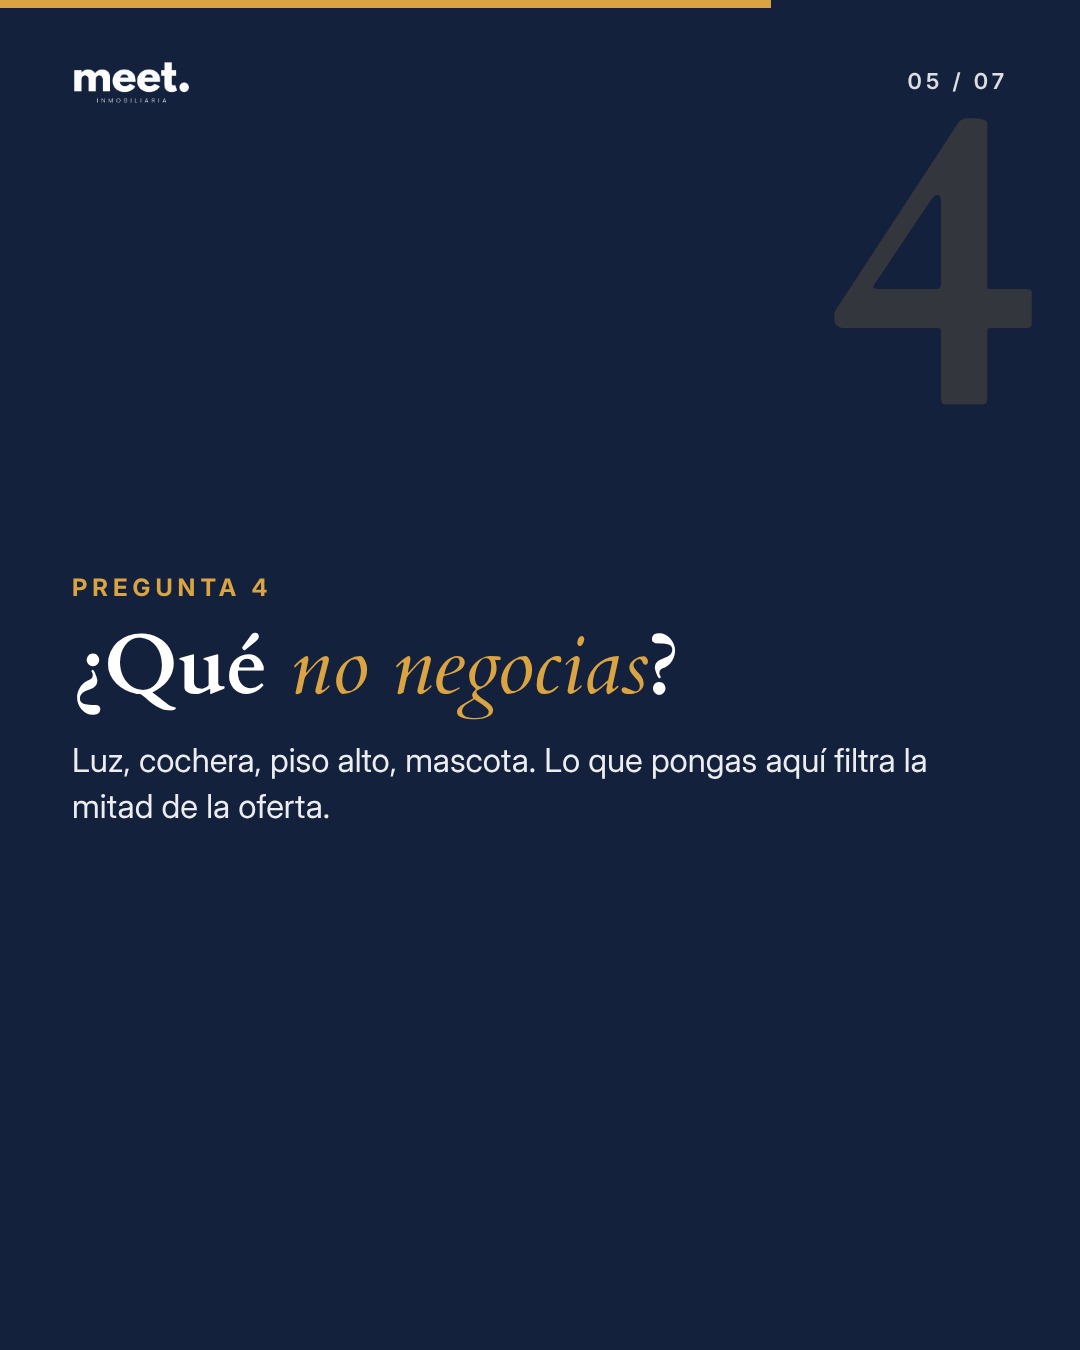 meet.
INMOBILIARIA
05 / 07
4
PREGUNTA 4
¿Qué no negocias?
Luz, cochera, piso alto, mascota. Lo que pongas aquí filtra la
mitad de la oferta.